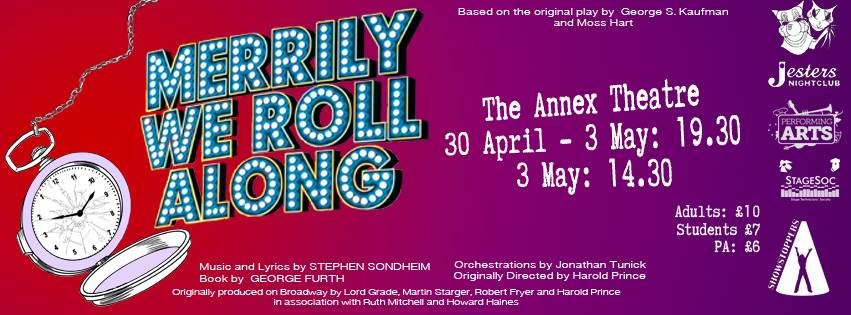 Based on the original play by George S. Kaufman
and Moss Hart
MERRILY
WE ROLL
ALONG
The Annex Theatre
30 April - 3 May: 19.30
3 May: 14.30
Adults: £10
Students £7
PA: £6
Jesters
NIGHTCLUB
PERFORMING
ARTS
STAGESOC
Stage Technicians' Society
SHOWSTOPPERS
Music and Lyrics by STEPHEN SONDHEIM
Book by GEORGE FURTH
Orchestrations by Jonathan Tunick
Originally Directed by Harold Prince
Originally produced on Broadway by Lord Grade, Martin Starger, Robert Fryer and Harold Prince
in association with Ruth Mitchell and Howard Haines